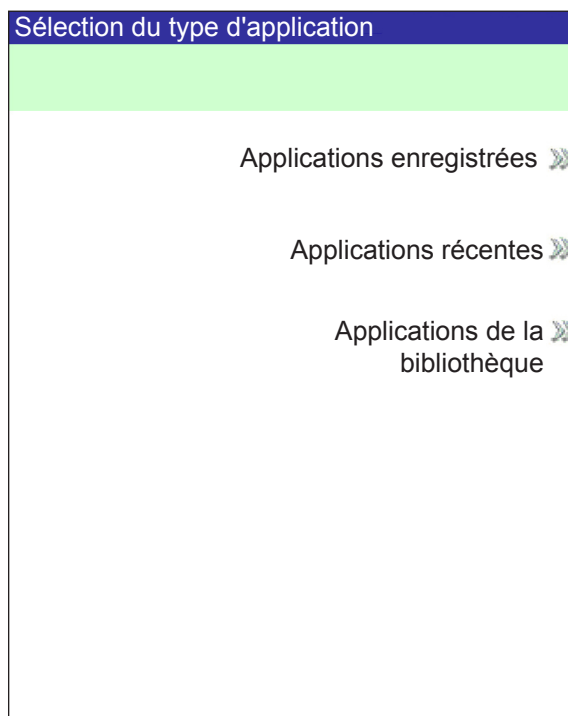 Sélection du type d'application
Applications enregistrées
Applications récentes
Applications de la
bibliothèque